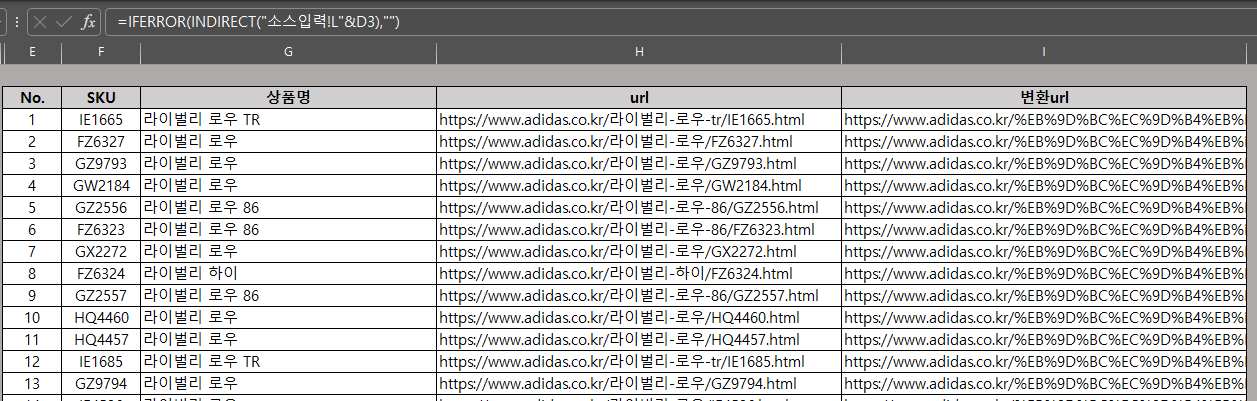 =IFERROR(INDIRECT("소스입력!L"&D3),"")
E F G H I
No. SKU 상품명 url 변환url
1 IE1665 라이벌리 로우 TR https://www.adidas.co.kr/라이벌리-로우-tr/IE1665.html https://www.adidas.co.kr/%EB%9D%BC%EC%9D%B4%EB%
2 FZ6327 라이벌리 로우 https://www.adidas.co.kr/라이벌리-로우/FZ6327.html https://www.adidas.co.kr/%EB%9D%BC%EC%9D%B4%EB%
3 GZ9793 라이벌리 로우 https://www.adidas.co.kr/라이벌리-로우/GZ9793.html https://www.adidas.co.kr/%EB%9D%BC%EC%9D%B4%EB%
4 GW2184 라이벌리 로우 https://www.adidas.co.kr/라이벌리-로우/GW2184.html https://www.adidas.co.kr/%EB%9D%BC%EC%9D%B4%EB%
5 GZ2556 라이벌리 로우 86 https://www.adidas.co.kr/라이벌리-로우-86/GZ2556.html https://www.adidas.co.kr/%EB%9D%BC%EC%9D%B4%EB%
6 FZ6323 라이벌리 로우 86 https://www.adidas.co.kr/라이벌리-로우-86/FZ6323.html https://www.adidas.co.kr/%EB%9D%BC%EC%9D%B4%EB%
7 GX2272 라이벌리 로우 https://www.adidas.co.kr/라이벌리-로우/GX2272.html https://www.adidas.co.kr/%EB%9D%BC%EC%9D%B4%EB%
8 FZ6324 라이벌리 하이 https://www.adidas.co.kr/라이벌리-하이/FZ6324.html https://www.adidas.co.kr/%EB%9D%BC%EC%9D%B4%EB%
9 GZ2557 라이벌리 로우 86 https://www.adidas.co.kr/라이벌리-로우-86/GZ2557.html https://www.adidas.co.kr/%EB%9D%BC%EC%9D%B4%EB%
10 HQ4460 라이벌리 로우 https://www.adidas.co.kr/라이벌리-로우/HQ4460.html https://www.adidas.co.kr/%EB%9D%BC%EC%9D%B4%EB%
11 HQ4457 라이벌리 로우 https://www.adidas.co.kr/라이벌리-로우/HQ4457.html https://www.adidas.co.kr/%EB%9D%BC%EC%9D%B4%EB%
12 IE1685 라이벌리 로우 TR https://www.adidas.co.kr/라이벌리-로우-tr/IE1685.html https://www.adidas.co.kr/%EB%9D%BC%EC%9D%B4%EB%
13 GZ9794 라이벌리 로우 https://www.adidas.co.kr/라이벌리-로우/GZ9794.html https://www.adidas.co.kr/%EB%9D%BC%EC%9D%B4%EB%